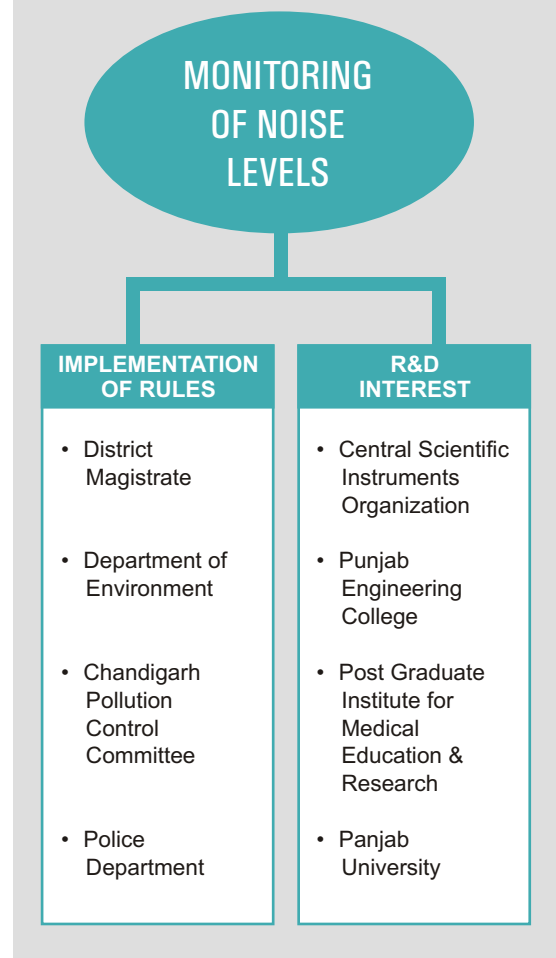 MONITORING
OF NOISE
LEVELS
IMPLEMENTATION
OF RULES
• District
Magistrate
• Department of
Environment
• Chandigarh
Pollution
Control
Committee
• Police
Department
R&D
INTEREST
• Central Scientific
Instruments
Organization
• Punjab
Engineering
College
• Post Graduate
Institute for
Medical
Education &
Research
• Panjab
University